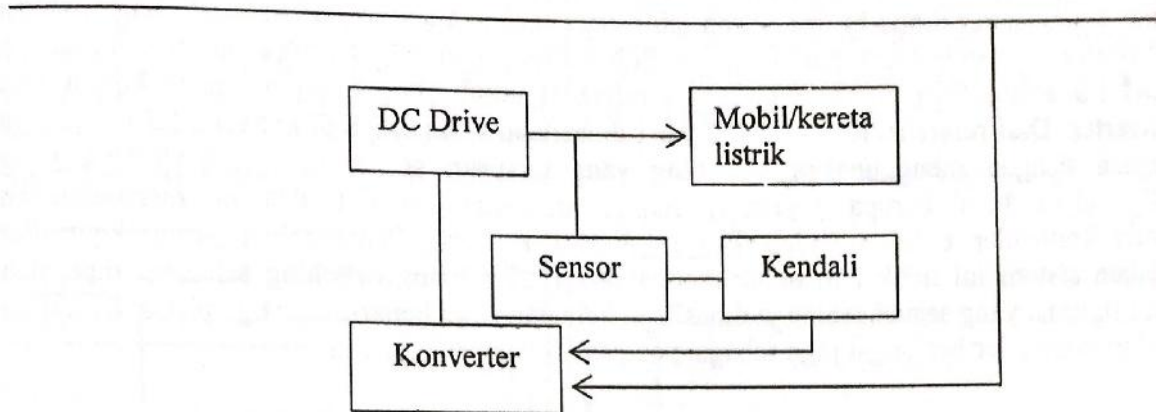 DC Drive
Mobil/kereta
listrik
Sensor
Kendali
Konverter